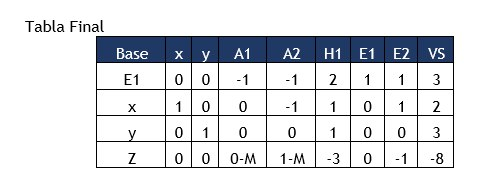 Tabla Final
Base x y A1 A2 H1 E1 E2 VS
E1 0 0 -1 -1 2 1 1 3
x 1 0 0 -1 1 0 1 2
y 0 1 0 0 1 0 0 3
Z 0 0 0-M 1-M -3 0 -1 -8